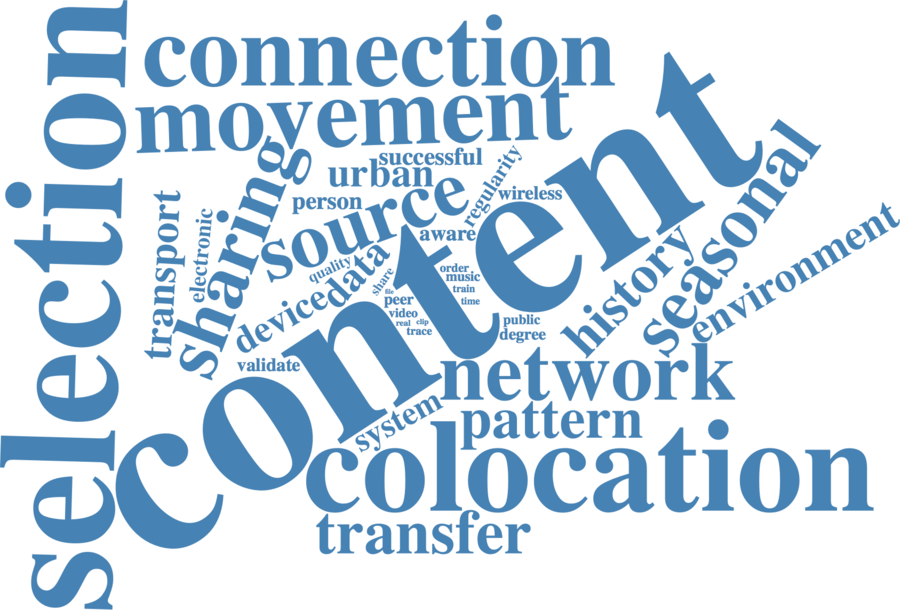 selection
connection
movement
successful
urban
regularity
person
wireless
sharing
source
transport
electronic
aware
content
seasonal
history
environment
quality
data
share
order
music
file
train
device
peer
time
video
real
clip
trace
public
degree
validate
network
system
pattern
colocation
transfer